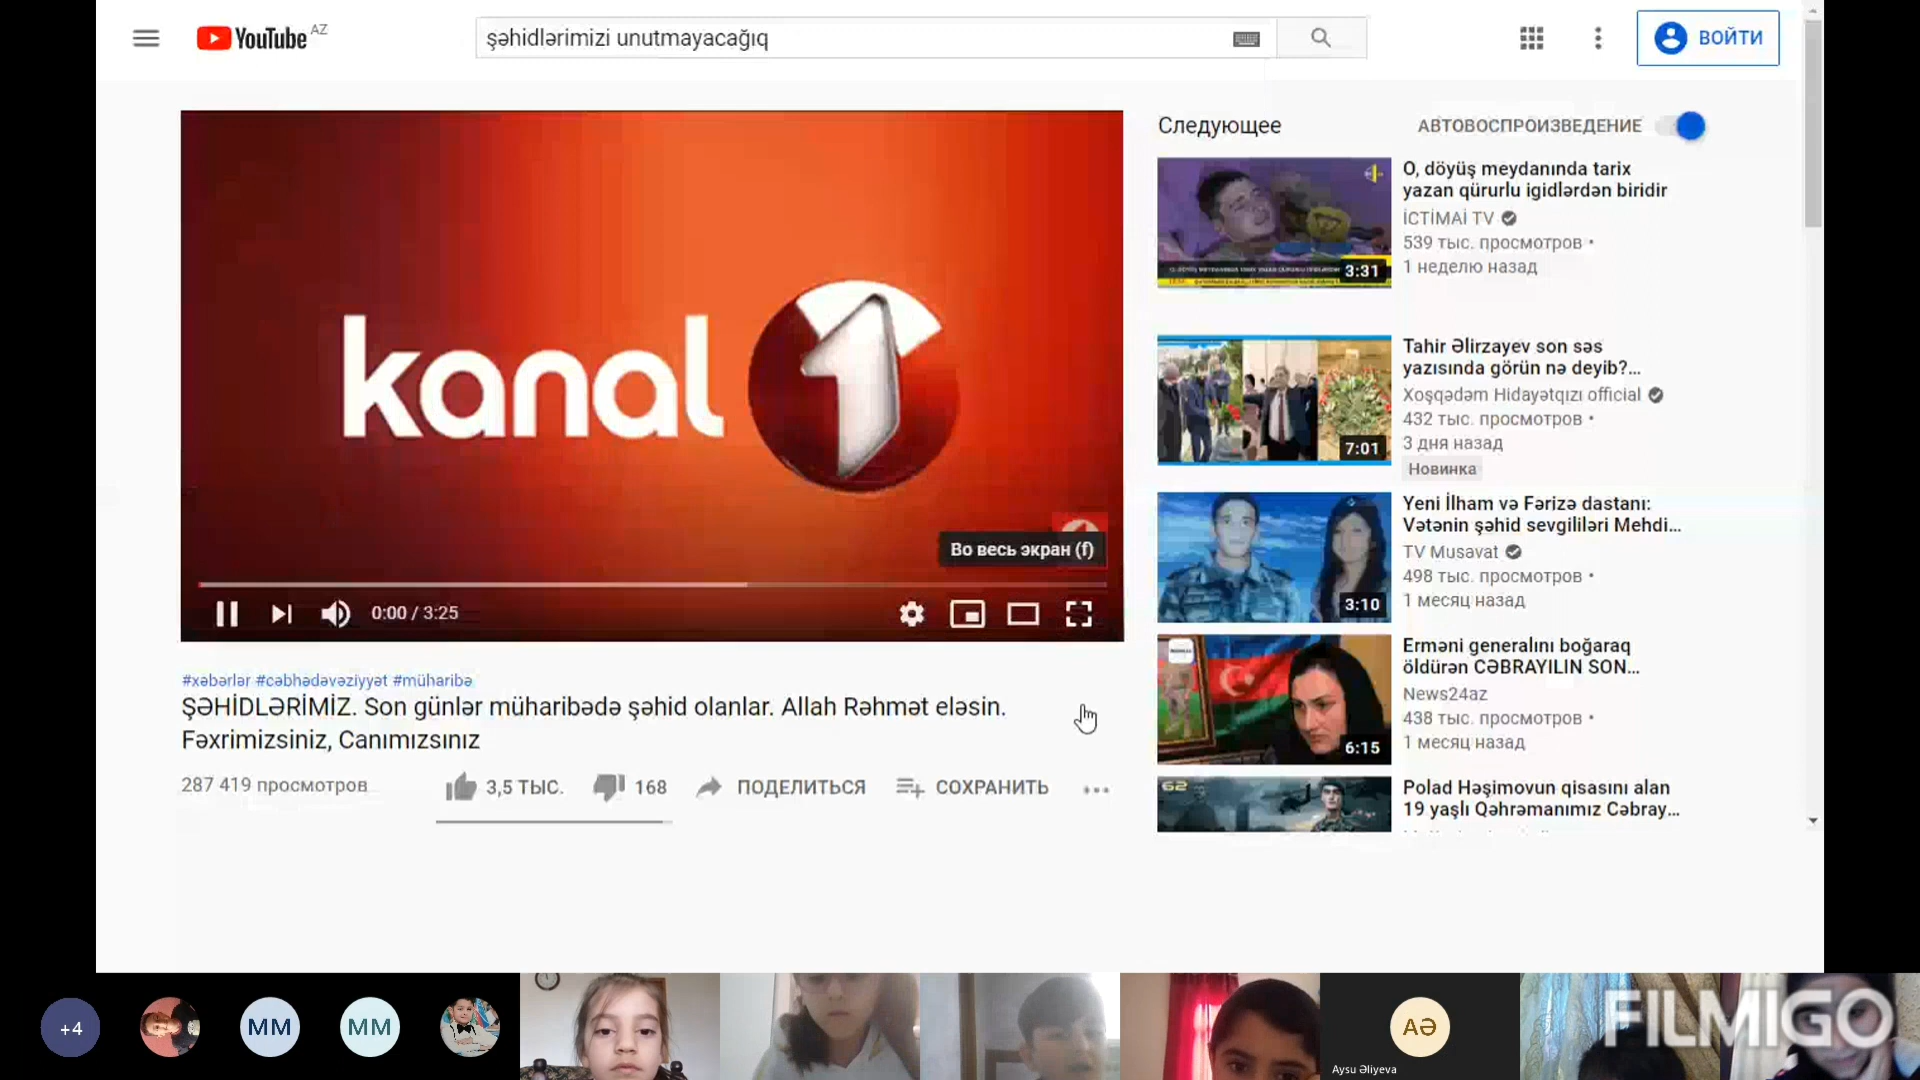 YouTube AZ
şəhidlərimizi unutmayacağıq
ВОЙТИ
kanal 1
Во весь экран (f)
0:00 / 3:25
#xəbərlər #cəbhədəvəziyyət #müharibə
ŞƏHİDLƏRİMİZ. Son günlər müharibədə şəhid olanlar. Allah Rəhmət eləsin.
Fəxrimizsiniz, Canımızsınız
287 419 просмотров
3,5 ТЫС.
168
ПОДЕЛИТЬСЯ
СОХРАНИТЬ
Следующее
АВТОВОСПРОИЗВЕДЕНИЕ
3:31
O, döyüş meydanında tarix
yazan qürurlu igidlərdən biridir
İCTİMAİ TV
539 тыс. просмотров •
1 неделю назад
7:01
Tahir Əlirzayev son səs
yazısında görün nə deyib?...
Xoşqədəm Hidayətqızı official
432 тыс. просмотров •
3 дня назад
Новинка
3:10
Yeni İlham və Fərizə dastanı:
Vətənin şəhid sevgililəri Mehdi...
TV Musavat
498 тыс. просмотров •
1 месяц назад
6:15
Erməni generalını boğaraq
öldürən CƏBRAYILIN SON...
News24az
438 тыс. просмотров •
1 месяц назад
62
Polad Həşimovun qisasını alan
19 yaşlı Qəhrəmanımız Cəbray...
+4
MM
MM
AƏ
Aysu Əliyeva
FILMIGO